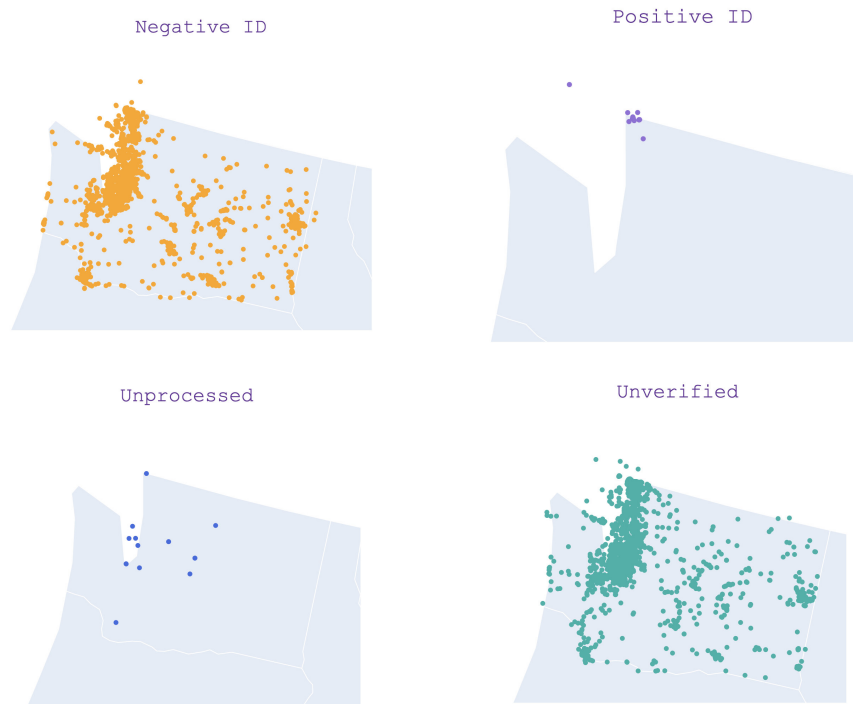 Negative ID
Positive ID
Unprocessed
Unverified